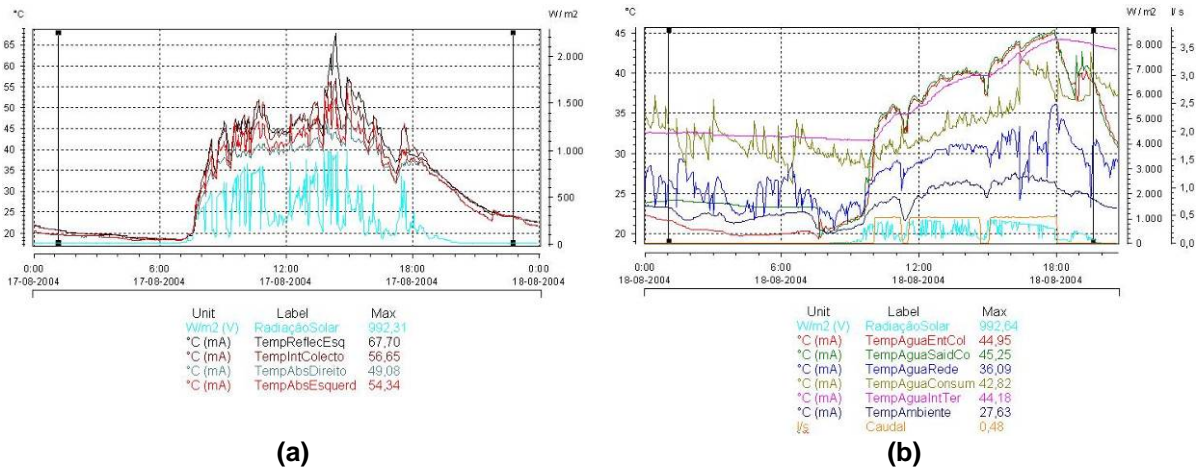 °C
W/ m2
65
60
55
50
45
40
35
30
25
20
2.000
1.500
1.000
500
0
0:00
17-08-2004
6:00
17-08-2004
12:00
17-08-2004
18:00
17-08-2004
0:00
18-08-2004
Unit Label Max
W/m2 (V) RadiaçãoSolar 992,31
°C (mA) TempReflecEsq 67,70
°C (mA) TempIntColecto 56,65
°C (mA) TempAbsDireito 49,08
°C (mA) TempAbsEsquerd 54,34
(a)
°C
W/ m2
l/ s
45
40
35
30
25
20
8.000
7.000
6.000
5.000
4.000
3.000
2.000
1.000
0
3,5
3,0
2,5
2,0
1,5
1,0
0,5
0,0
0:00
18-08-2004
6:00
18-08-2004
12:00
18-08-2004
18:00
18-08-2004
Unit Label Max
W/m2 (V) RadiaçãoSolar 992,64
°C (mA) TempAguaEntCol 44,95
°C (mA) TempAguaSaidCo 45,25
°C (mA) TempAguaRede 36,09
°C (mA) TempAguaConsum 42,82
°C (mA) TempAguaIntTer 44,18
°C (mA) TempAmbiente 27,63
l/s Caudal 0,48
(b)